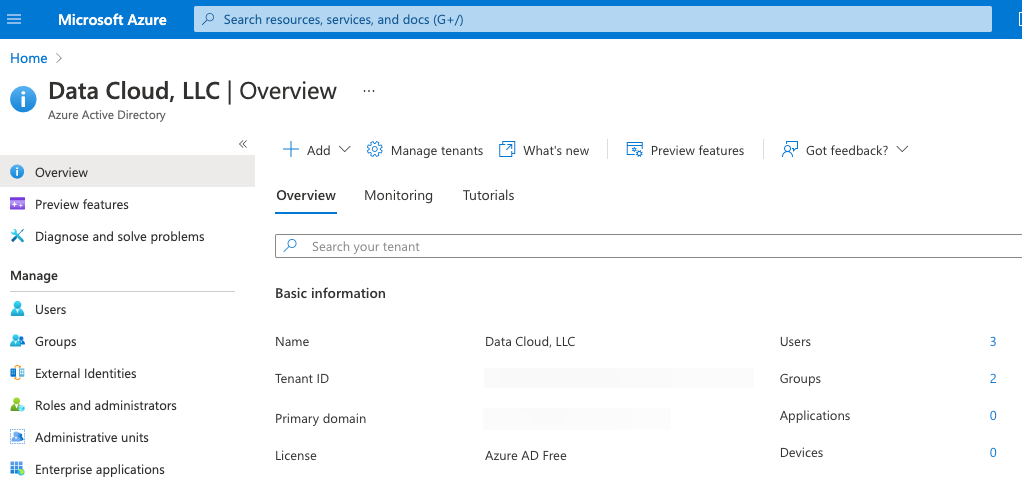 Microsoft Azure
Search resources, services, and docs (G+/)
Home
Data Cloud, LLC | Overview ...
Azure Active Directory
«
Overview
Preview features
Diagnose and solve problems
Manage
Users
Groups
External Identities
Roles and administrators
Administrative units
Enterprise applications
Add Manage tenants What's new Preview features Got feedback?
Overview Monitoring Tutorials
Search your tenant
Basic information
Name Data Cloud, LLC Users 3
Tenant ID Groups 2
Primary domain Applications 0
License Azure AD Free Devices 0